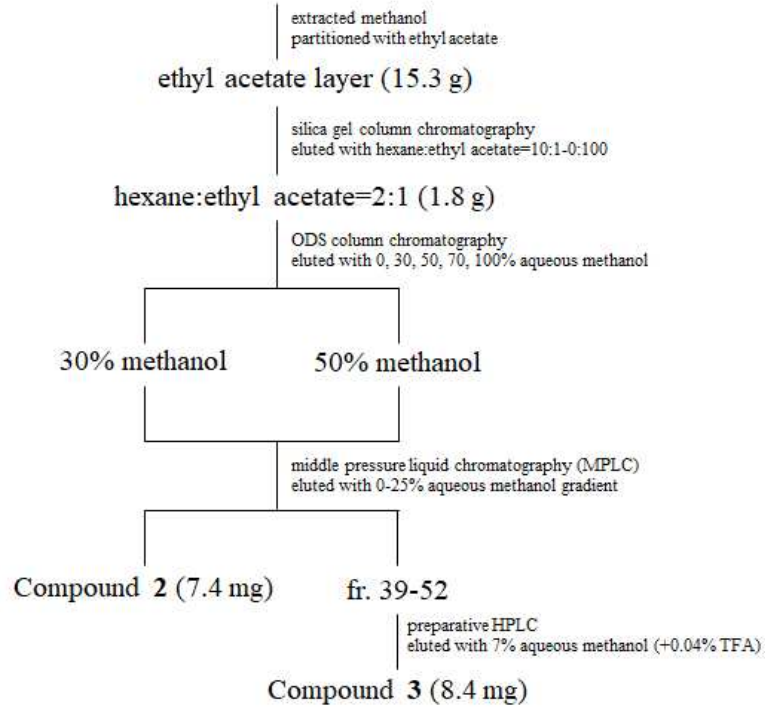 extracted methanol
partitioned with ethyl acetate
ethyl acetate layer (15.3 g)
silica gel column chromatography
eluted with hexane:ethyl acetate=10:1-0:100
hexane:ethyl acetate=2:1 (1.8 g)
ODS column chromatography
eluted with 0, 30, 50, 70, 100% aqueous methanol
30% methanol
50% methanol
middle pressure liquid chromatography (MPLC)
eluted with 0-25% aqueous methanol gradient
Compound 2 (7.4 mg)
fr. 39-52
preparative HPLC
eluted with 7% aqueous methanol (+0.04% TFA)
Compound 3 (8.4 mg)